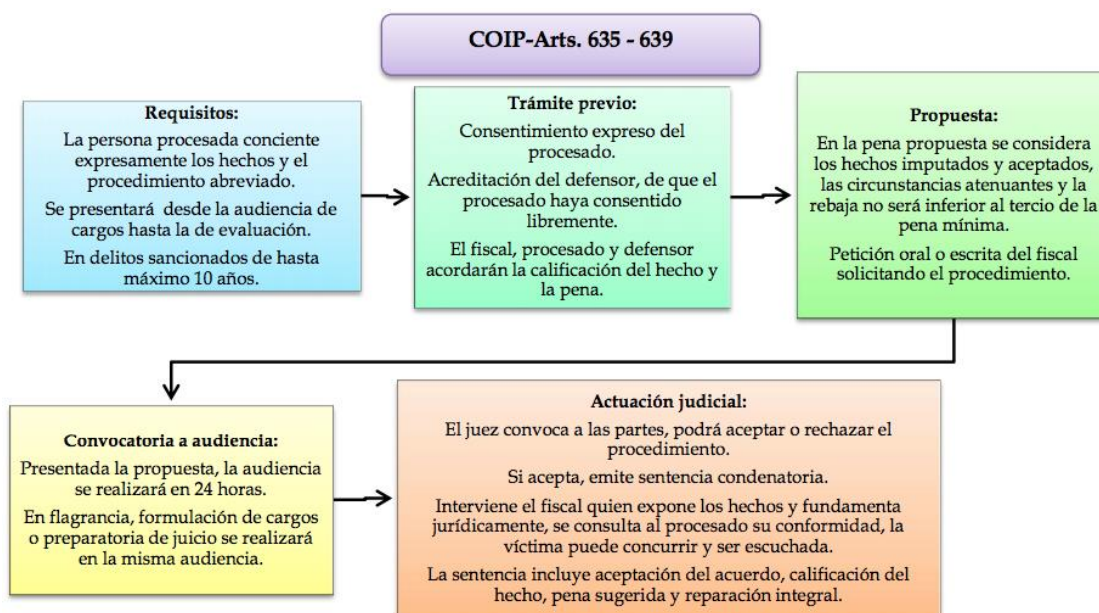 COIP-Arts. 635 - 639
Requisitos:
La persona procesada conciente
expresamente los hechos y el
procedimiento abreviado.
Se presentará desde la audiencia de
cargos hasta la de evaluación.
En delitos sancionados de hasta
máximo 10 años.
Trámite previo:
Consentimiento expreso del
procesado.
Acreditación del defensor, de que el
procesado haya consentido
libremente.
El fiscal, procesado y defensor
acordarán la calificación del hecho y
la pena.
Propuesta:
En la pena propuesta se considera
los hechos imputados y aceptados,
las circunstancias atenuantes y la
rebaja no será inferior al tercio de la
pena mínima.
Petición oral o escrita del fiscal
solicitando el procedimiento.
Convocatoria a audiencia:
Presentada la propuesta, la audiencia
se realizará en 24 horas.
En flagrancia, formulación de cargos
o preparatoria de juicio se realizará
en la misma audiencia.
Actuación judicial:
El juez convoca a las partes, podrá aceptar o rechazar el
procedimiento.
Si acepta, emite sentencia condenatoria.
Interviene el fiscal quien expone los hechos y fundamenta
jurídicamente, se consulta al procesado su conformidad, la
víctima puede concurrir y ser escuchada.
La sentencia incluye aceptación del acuerdo, calificación del
hecho, pena sugerida y reparación integral.